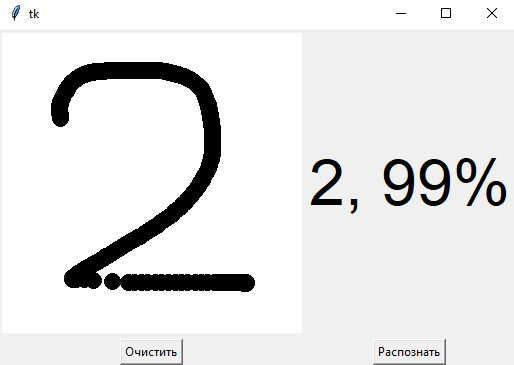 tk
2
2, 99%
Очистить
Распознать